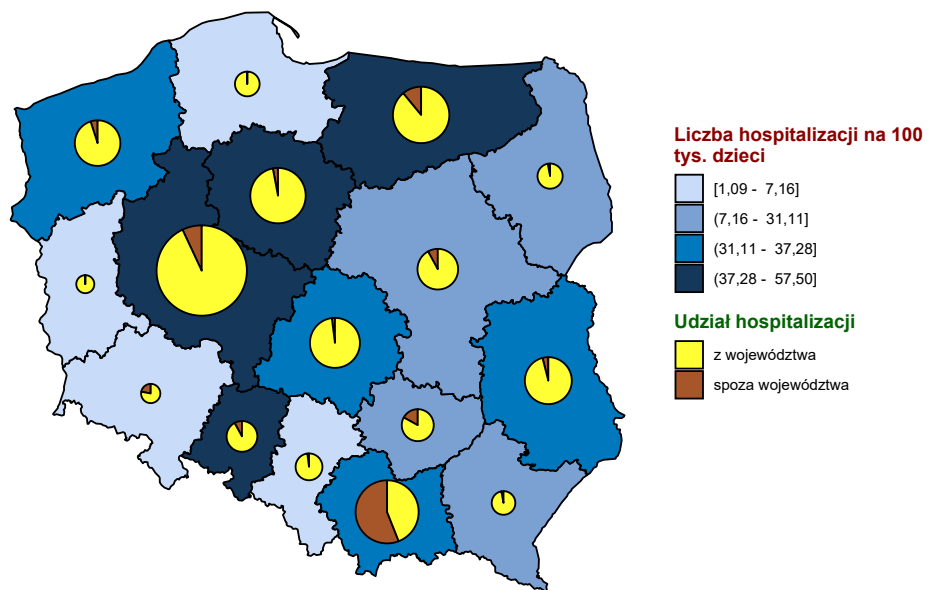 Liczba hospitalizacji na 100
tys. dzieci
[1,09 - 7,16]
(7,16 - 31,11]
(31,11 - 37,28]
(37,28 - 57,50]
Udział hospitalizacji
z województwa
spoza województwa